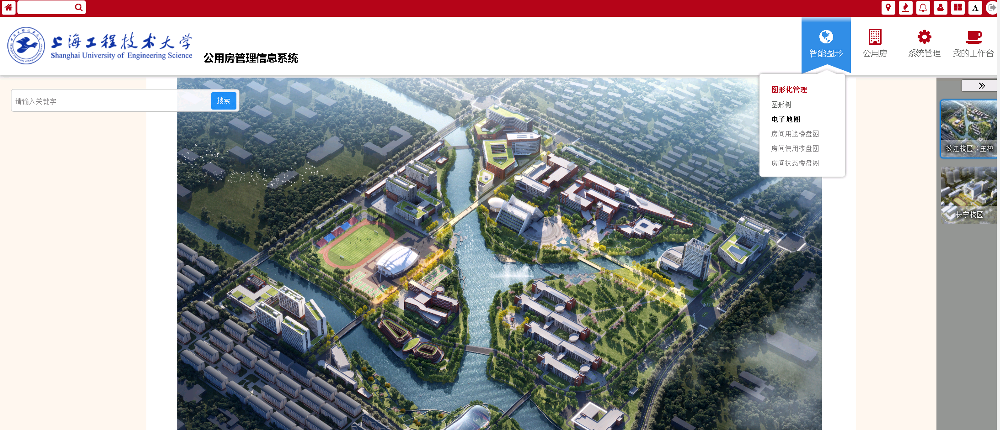 A
上海工程技术大学
Shanghai University of Engineering Science
公用房管理信息系统
智能图形
公用房
系统管理
我的工作台
请输入关键字
搜索
图形化管理
图形树
电子地图
房间用途楼盘图
房间使用楼盘图
房间状态楼盘图
松江校区（主校
长宁校区